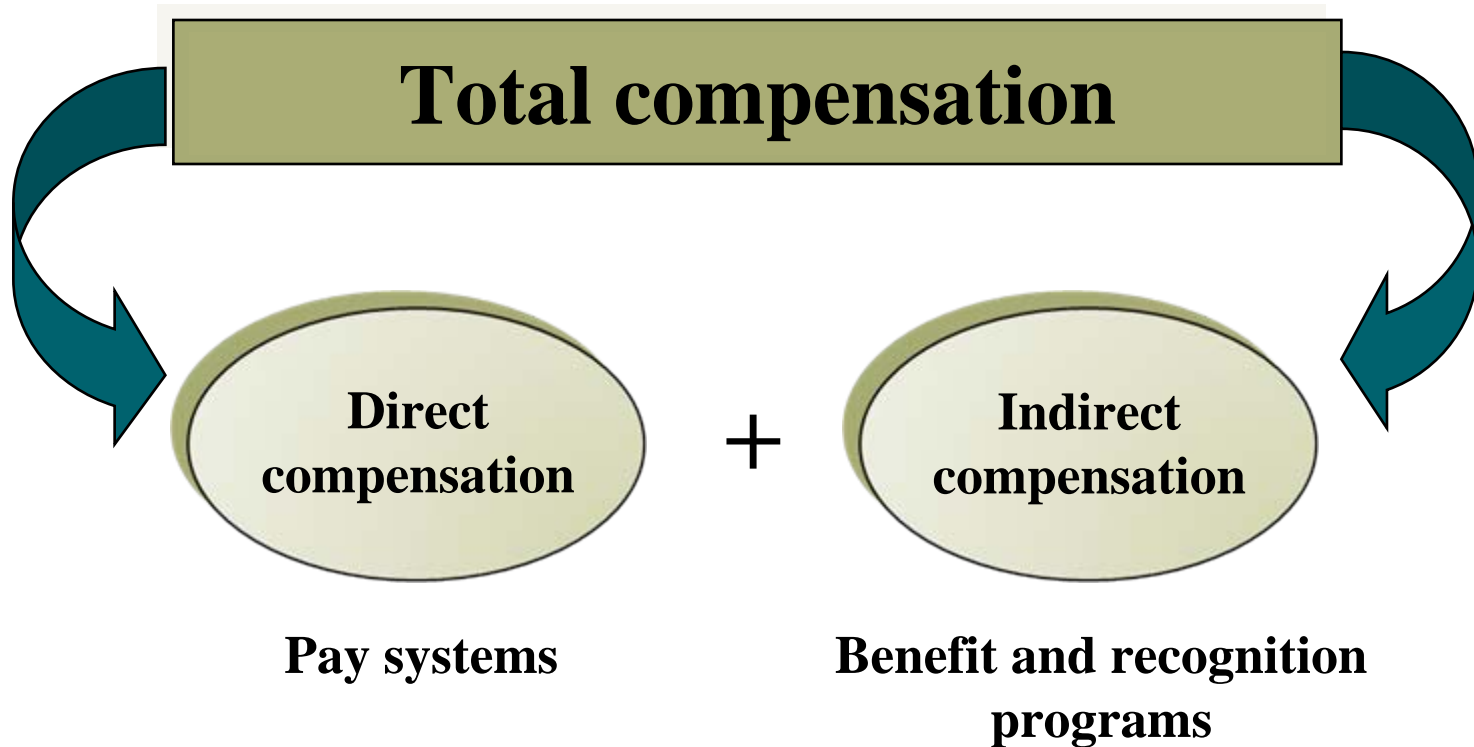 Total compensation
Direct
compensation
+
Indirect
compensation
Pay systems
Benefit and recognition
programs